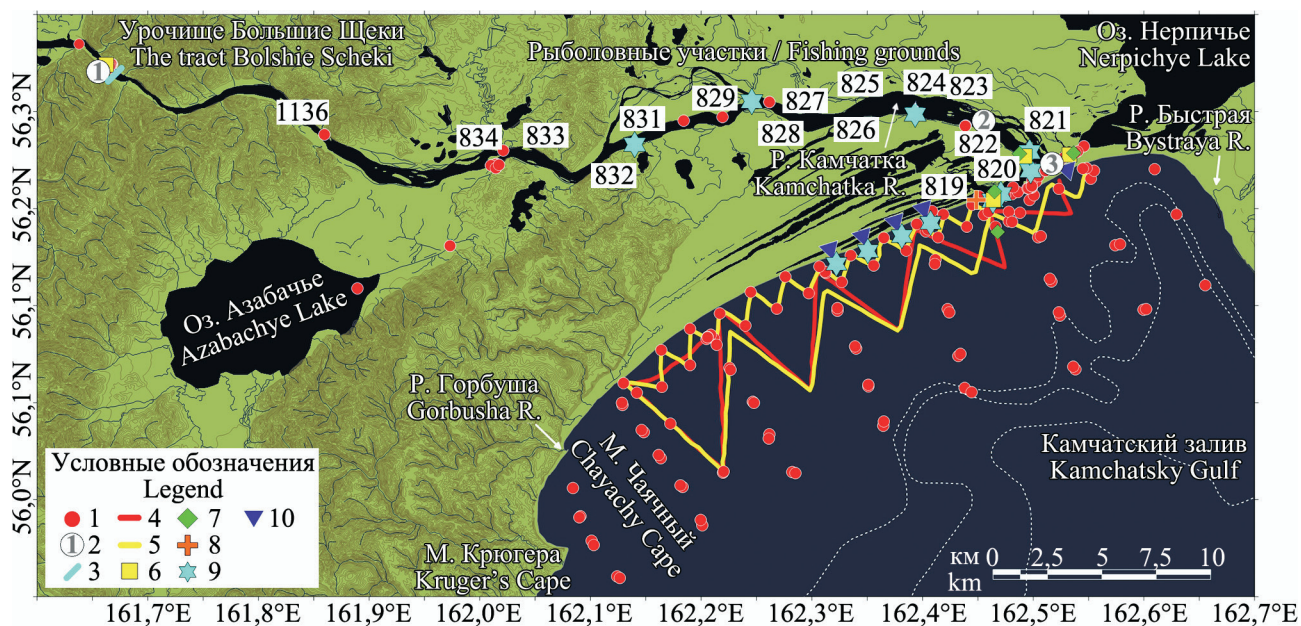 Урочище Большие Щеки
The tract Bolshie Scheki
Рыболовные участки / Fishing grounds
Оз. Нерпичье
Nerpichye Lake
Р. Быстрая
Bystraya R.
1
1136
834
833
832
831
829
828
827
826
825
824
823
2
822
821
3
820
819
Р. Камчатка
Kamchatka R.
Оз. Азабачье
Azabachye Lake
Р. Горбуша
Gorbusha R.
М. Чаячный
Chayachy Cape
М. Крюгера
Kruger's Cape
Камчатский залив
Kamchatsky Gulf
Условные обозначения
Legend
1 4 7 10
1 2 5 8
3 6 9
км 0 2,5 5 7,5 10
km
56,3°N
56,2°N
56,1°N
56,1°N
56,0°N
161,7°E 161,8°E 161,9°E 162,0°E 162,1°E 162,2°E 162,3°E 162,4°E 162,5°E 162,6°E 162,7°E